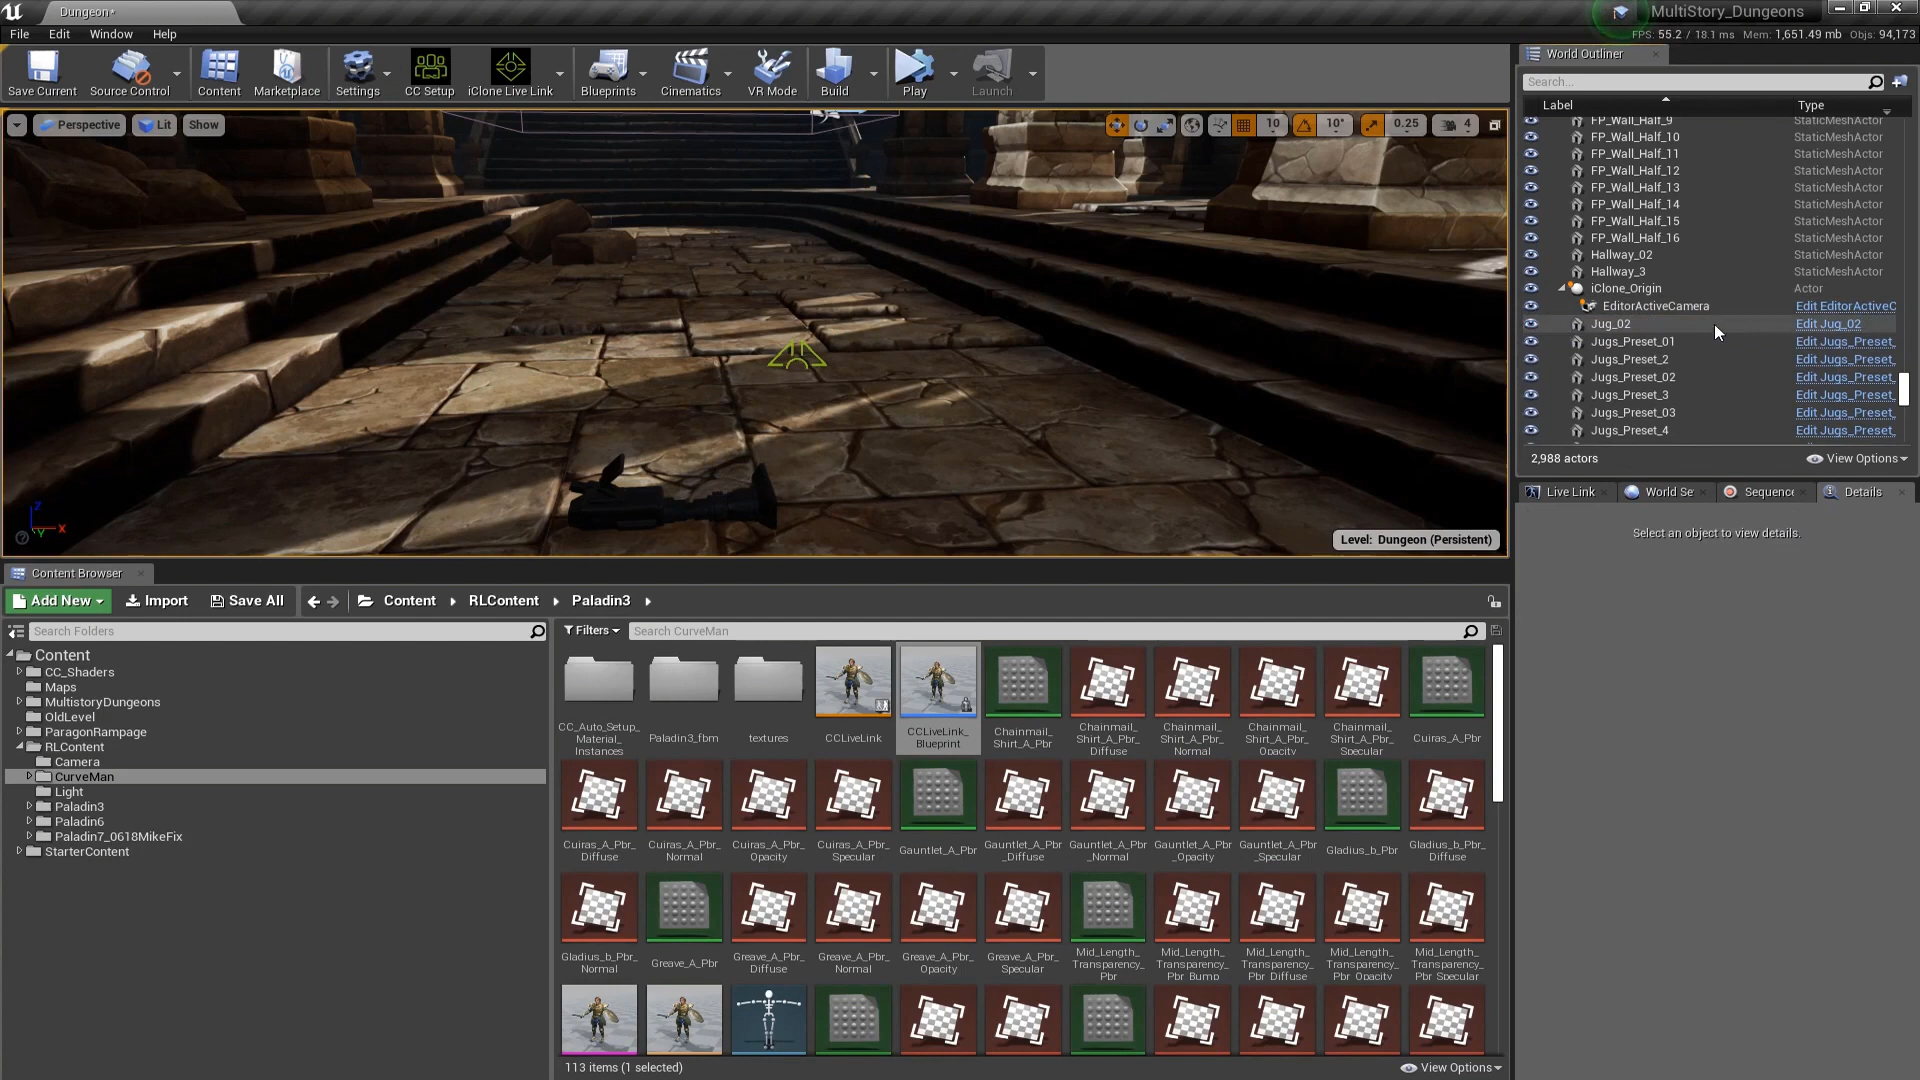 Dungeon*
MultiStory_Dungeons
File Edit Window Help
FPS: 55.2 / 18.1 ms Mem: 1,651.49 mb Objs: 94,173
Save Current
Source Control
Content
Marketplace
Settings
CC Setup
iClone Live Link
Blueprints
Cinematics
VR Mode
Build
Play
Launch
Perspective
Lit
Show
10
10°
0.25
4
Level: Dungeon (Persistent)
World Outliner
Search...
Label Type
FP_Wall_Half_9 StaticMeshActor
FP_Wall_Half_10 StaticMeshActor
FP_Wall_Half_11 StaticMeshActor
FP_Wall_Half_12 StaticMeshActor
FP_Wall_Half_13 StaticMeshActor
FP_Wall_Half_14 StaticMeshActor
FP_Wall_Half_15 StaticMeshActor
FP_Wall_Half_16 StaticMeshActor
Hallway_02 StaticMeshActor
Hallway_3 StaticMeshActor
iClone_Origin Actor
EditorActiveCamera Edit EditorActiveC
Jug_02 Edit Jug_02
Jugs_Preset_01 Edit Jugs_Preset_
Jugs_Preset_2 Edit Jugs_Preset_
Jugs_Preset_02 Edit Jugs_Preset_
Jugs_Preset_3 Edit Jugs_Preset_
Jugs_Preset_03 Edit Jugs_Preset_
Jugs_Preset_4 Edit Jugs_Preset_
2,988 actors View Options
Live Link World Se Sequence Details
Select an object to view details.
Z
X
Y
Content Browser
Add New Import Save All Content RLContent Paladin3
Search Folders
Content
CC_Shaders
Maps
MultistoryDungeons
OldLevel
ParagonRampage
RLContent
Camera
CurveMan
Light
Paladin3
Paladin6
Paladin7_0618MikeFix
StarterContent
Filters Search CurveMan
CC_Auto_Setup_
Material_
Instances
Paladin3_fbm
textures
CCLiveLink
CCLiveLink_
Blueprint
Chainmail_
Shirt_A_Pbr
Chainmail_
Shirt_A_Pbr_
Diffuse
Chainmail_
Shirt_A_Pbr_
Normal
Chainmail_
Shirt_A_Pbr_
Opacity
Chainmail_
Shirt_A_Pbr_
Specular
Cuiras_A_Pbr
Cuiras_A_Pbr_
Diffuse
Cuiras_A_Pbr_
Normal
Cuiras_A_Pbr_
Opacity
Cuiras_A_Pbr_
Specular
Gauntlet_A_Pbr
Gauntlet_A_Pbr
_Diffuse
Gauntlet_A_Pbr
_Normal
Gauntlet_A_Pbr
_Opacity
Gauntlet_A_Pbr
_Specular
Gladius_b_Pbr
Gladius_b_Pbr_
Diffuse
Gladius_b_Pbr_
Normal
Greave_A_Pbr
Greave_A_Pbr_
Diffuse
Greave_A_Pbr_
Normal
Greave_A_Pbr_
Opacity
Greave_A_Pbr_
Specular
Mid_Length_
Transparency_
Pbr
Mid_Length_
Transparency_
Pbr_Bump
Mid_Length_
Transparency_
Pbr_Diffuse
Mid_Length_
Transparency_
Pbr_Opacity
Mid_Length_
Transparency_
Pbr_Specular
113 items (1 selected)
View Options